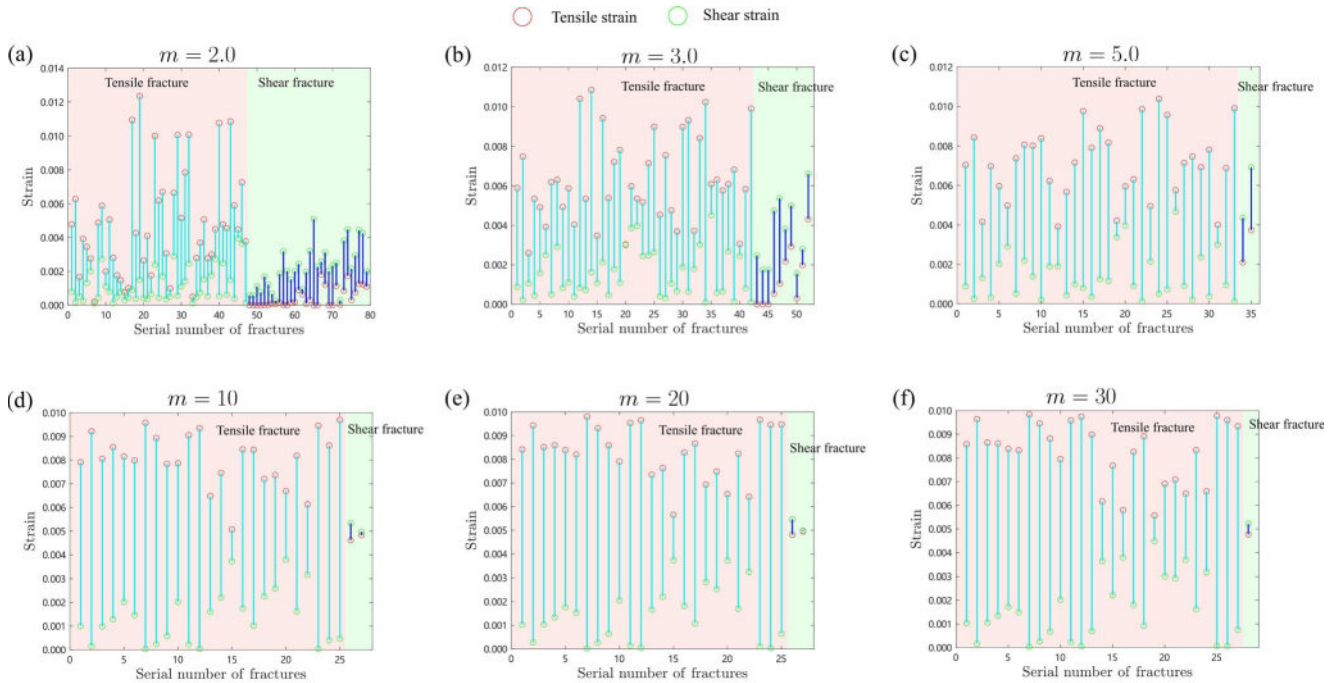 Tensile strain Shear strain
(a) m = 2.0
Tensile fracture Shear fracture
0.014
0.012
0.010
0.008
0.006
0.004
0.002
0.000
Strain
0 10 20 30 40 50 60 70 80
Serial number of fractures
(b) m = 3.0
Tensile fracture Shear fracture
0.012
0.010
0.008
0.006
0.004
0.002
0.000
Strain
0 5 10 15 20 25 30 35 40 45 50
Serial number of fractures
(c) m = 5.0
Tensile fracture Shear fracture
0.012
0.010
0.008
0.006
0.004
0.002
0.000
Strain
0 5 10 15 20 25 30 35
Serial number of fractures
(d) m = 10
Tensile fracture Shear fracture
0.010
0.009
0.008
0.007
0.006
0.005
0.004
0.003
0.002
0.001
0.000
Strain
0 5 10 15 20 25
Serial number of fractures
(e) m = 20
Tensile fracture
Shear fracture
0.010
0.009
0.008
0.007
0.006
0.005
0.004
0.003
0.002
0.001
0.000
Strain
0 5 10 15 20 25
Serial number of fractures
(f) m = 30
Shear fracture
Tensile fracture
0.010
0.009
0.008
0.007
0.006
0.005
0.004
0.003
0.002
0.001
0.000
Strain
0 5 10 15 20 25
Serial number of fractures